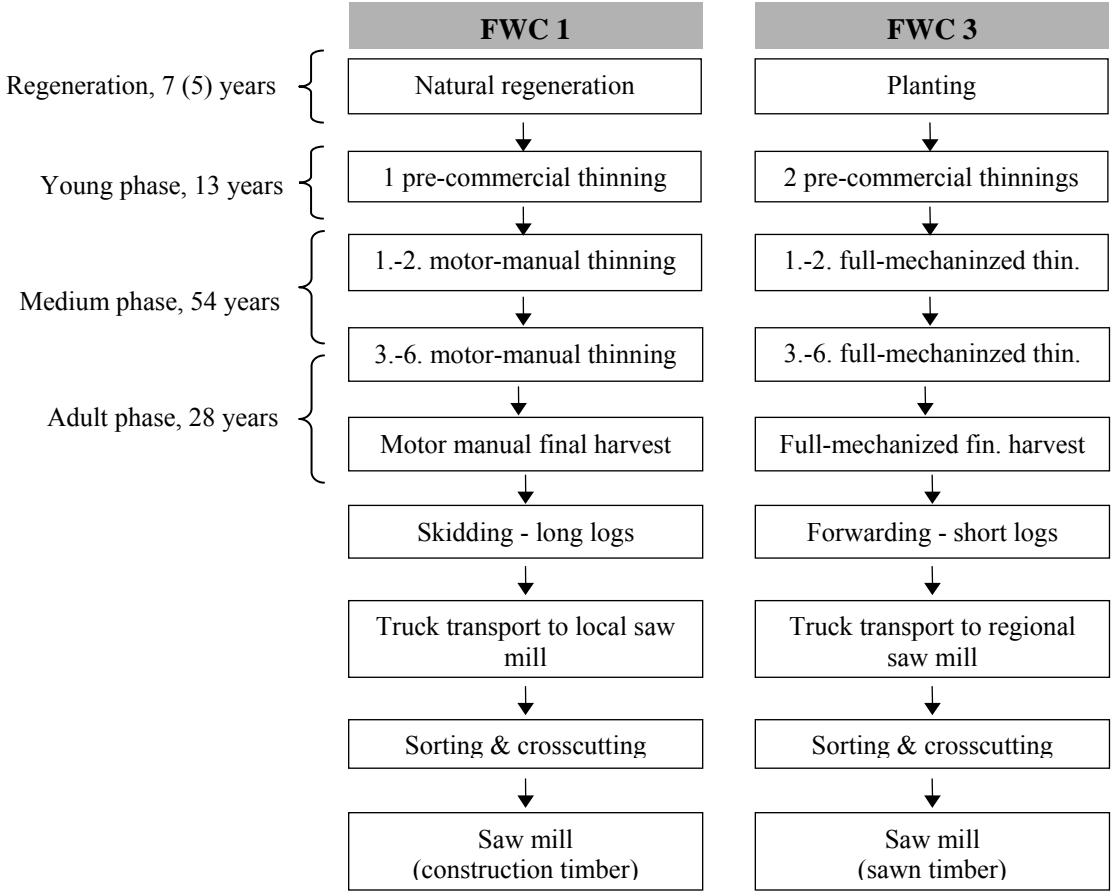 FWC 1
FWC 3
Regeneration, 7 (5) years
Natural regeneration
Planting
Young phase, 13 years
1 pre-commercial thinning
2 pre-commercial thinnings
Medium phase, 54 years
1.-2. motor-manual thinning
1.-2. full-mechaninzed thin.
3.-6. motor-manual thinning
3.-6. full-mechaninzed thin.
Adult phase, 28 years
Motor manual final harvest
Full-mechanized fin. harvest
Skidding - long logs
Forwarding - short logs
Truck transport to local saw
mill
Truck transport to regional
saw mill
Sorting & crosscutting
Sorting & crosscutting
Saw mill
(construction timber)
Saw mill
(sawn timber)